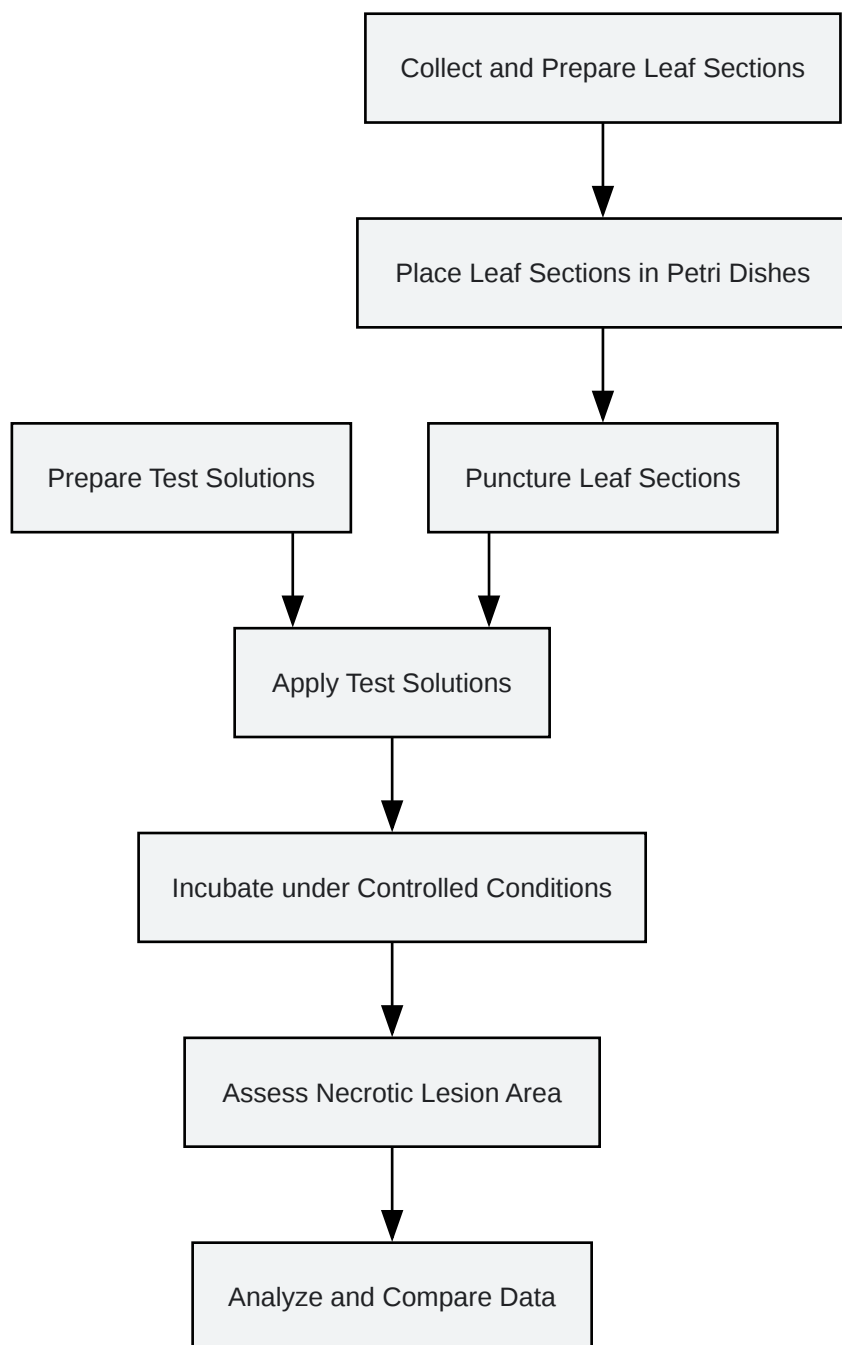 Collect and Prepare Leaf Sections
Place Leaf Sections in Petri Dishes
Prepare Test Solutions
Puncture Leaf Sections
Apply Test Solutions
Incubate under Controlled Conditions
Assess Necrotic Lesion Area
Analyze and Compare Data